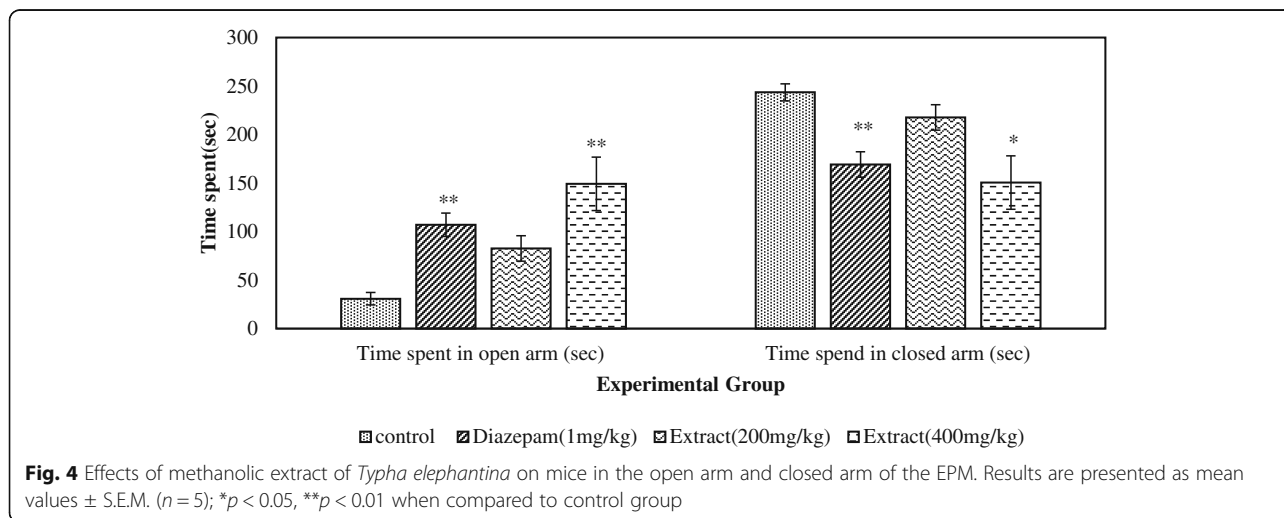 300
250
200
150
100
50
0
Time spent(sec)
**
**
**
*
Time spent in open arm (sec)
Time spend in closed arm (sec)
Experimental Group
control Diazepam(1mg/kg) Extract(200mg/kg) Extract(400mg/kg)
Fig. 4 Effects of methanolic extract of Typha elephantina on mice in the open arm and closed arm of the EPM. Results are presented as mean
values ± S.E.M. (n = 5); *p < 0.05, **p < 0.01 when compared to control group